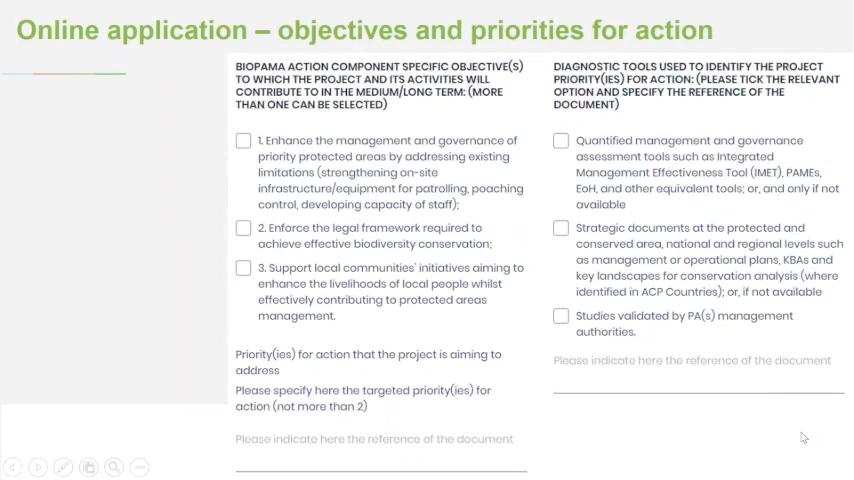 Online application – objectives and priorities for action
BIOPAMA ACTION COMPONENT SPECIFIC OBJECTIVE(S)
TO WHICH THE PROJECT AND ITS ACTIVITIES WILL
CONTRIBUTE TO IN THE MEDIUM/LONG TERM: (MORE
THAN ONE CAN BE SELECTED)
1. Enhance the management and governance of
priority protected areas by addressing existing
limitations (strengthening on-site
infrastructure/equipment for patrolling, poaching
control, developing capacity of staff);
2. Enforce the legal framework required to
achieve effective biodiversity conservation;
3. Support local communities' initiatives aiming to
enhance the livelihoods of local people whilst
effectively contributing to protected areas
management.
Priority(ies) for action that the project is aiming to
address
Please specify here the targeted priority(ies) for
action (not more than 2)
Please indicate here the reference of the document
DIAGNOSTIC TOOLS USED TO IDENTIFY THE PROJECT
PRIORITY(IES) FOR ACTION: (PLEASE TICK THE RELEVANT
OPTION AND SPECIFY THE REFERENCE OF THE
DOCUMENT)
Quantified management and governance
assessment tools such as Integrated
Management Effectiveness Tool (IMET), PAMEs,
EoH, and other equivalent tools; or, and only if not
available
Strategic documents at the protected and
conserved area, national and regional levels such
as management or operational plans, KBAs and
key landscapes for conservation analysis (where
identified in ACP Countries); or, if not available
Studies validated by PA(s) management
authorities.
Please indicate here the reference of the document